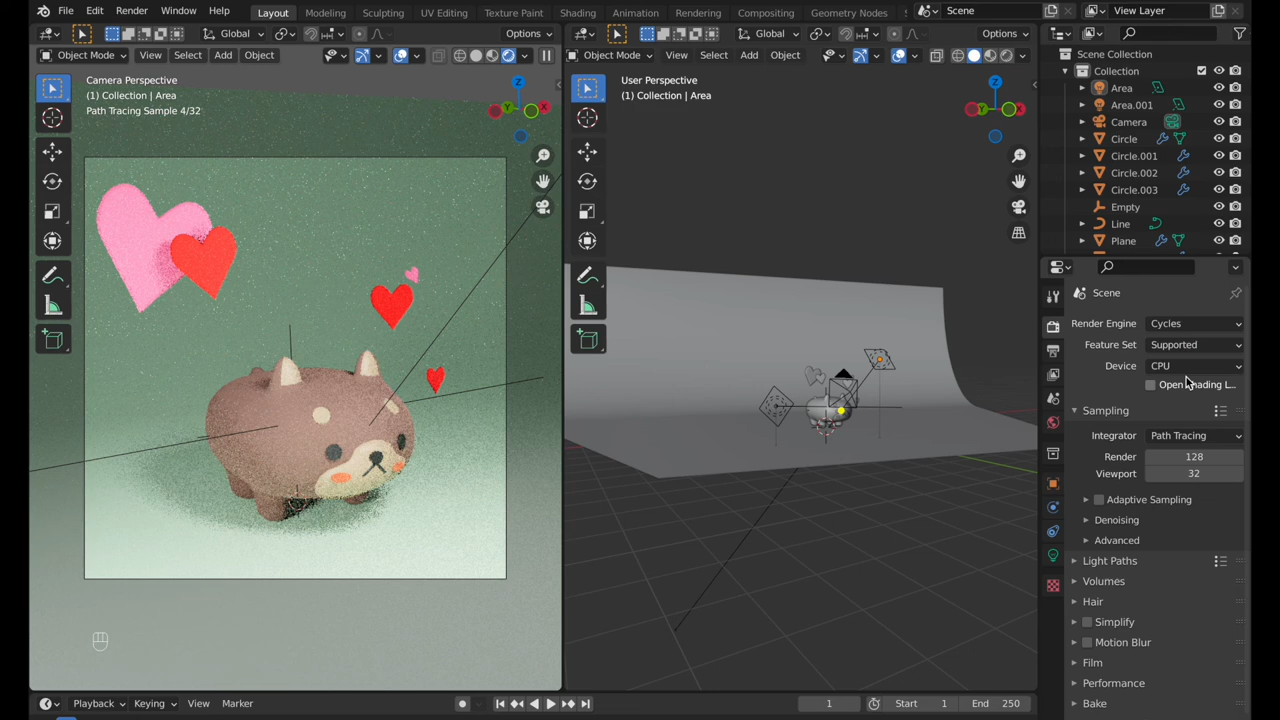 File Edit Render Window Help Layout Modeling Sculpting UV Editing Texture Paint Shading Animation Rendering Compositing Geometry Nodes Scene View Layer
Global Options
Object Mode View Select Add Object
Camera Perspective
(1) Collection | Area
Path Tracing Sample 4/32
Z
Y
X
Global Options
Object Mode View Select Add Object
User Perspective
(1) Collection | Area
Z
Y
X
Scene Collection
Collection
Area
Area.001
Camera
Circle
Circle.001
Circle.002
Circle.003
Empty
Line
Plane
Scene
Render Engine Cycles
Feature Set Supported
Device CPU
Sampling
Integrator Path Tracing
Render 128
Viewport 32
Adaptive Sampling
Denoising
Advanced
Light Paths
Volumes
Hair
Simplify
Motion Blur
Film
Performance
Bake
Playback Keying View Marker 1 Start 1 End 250